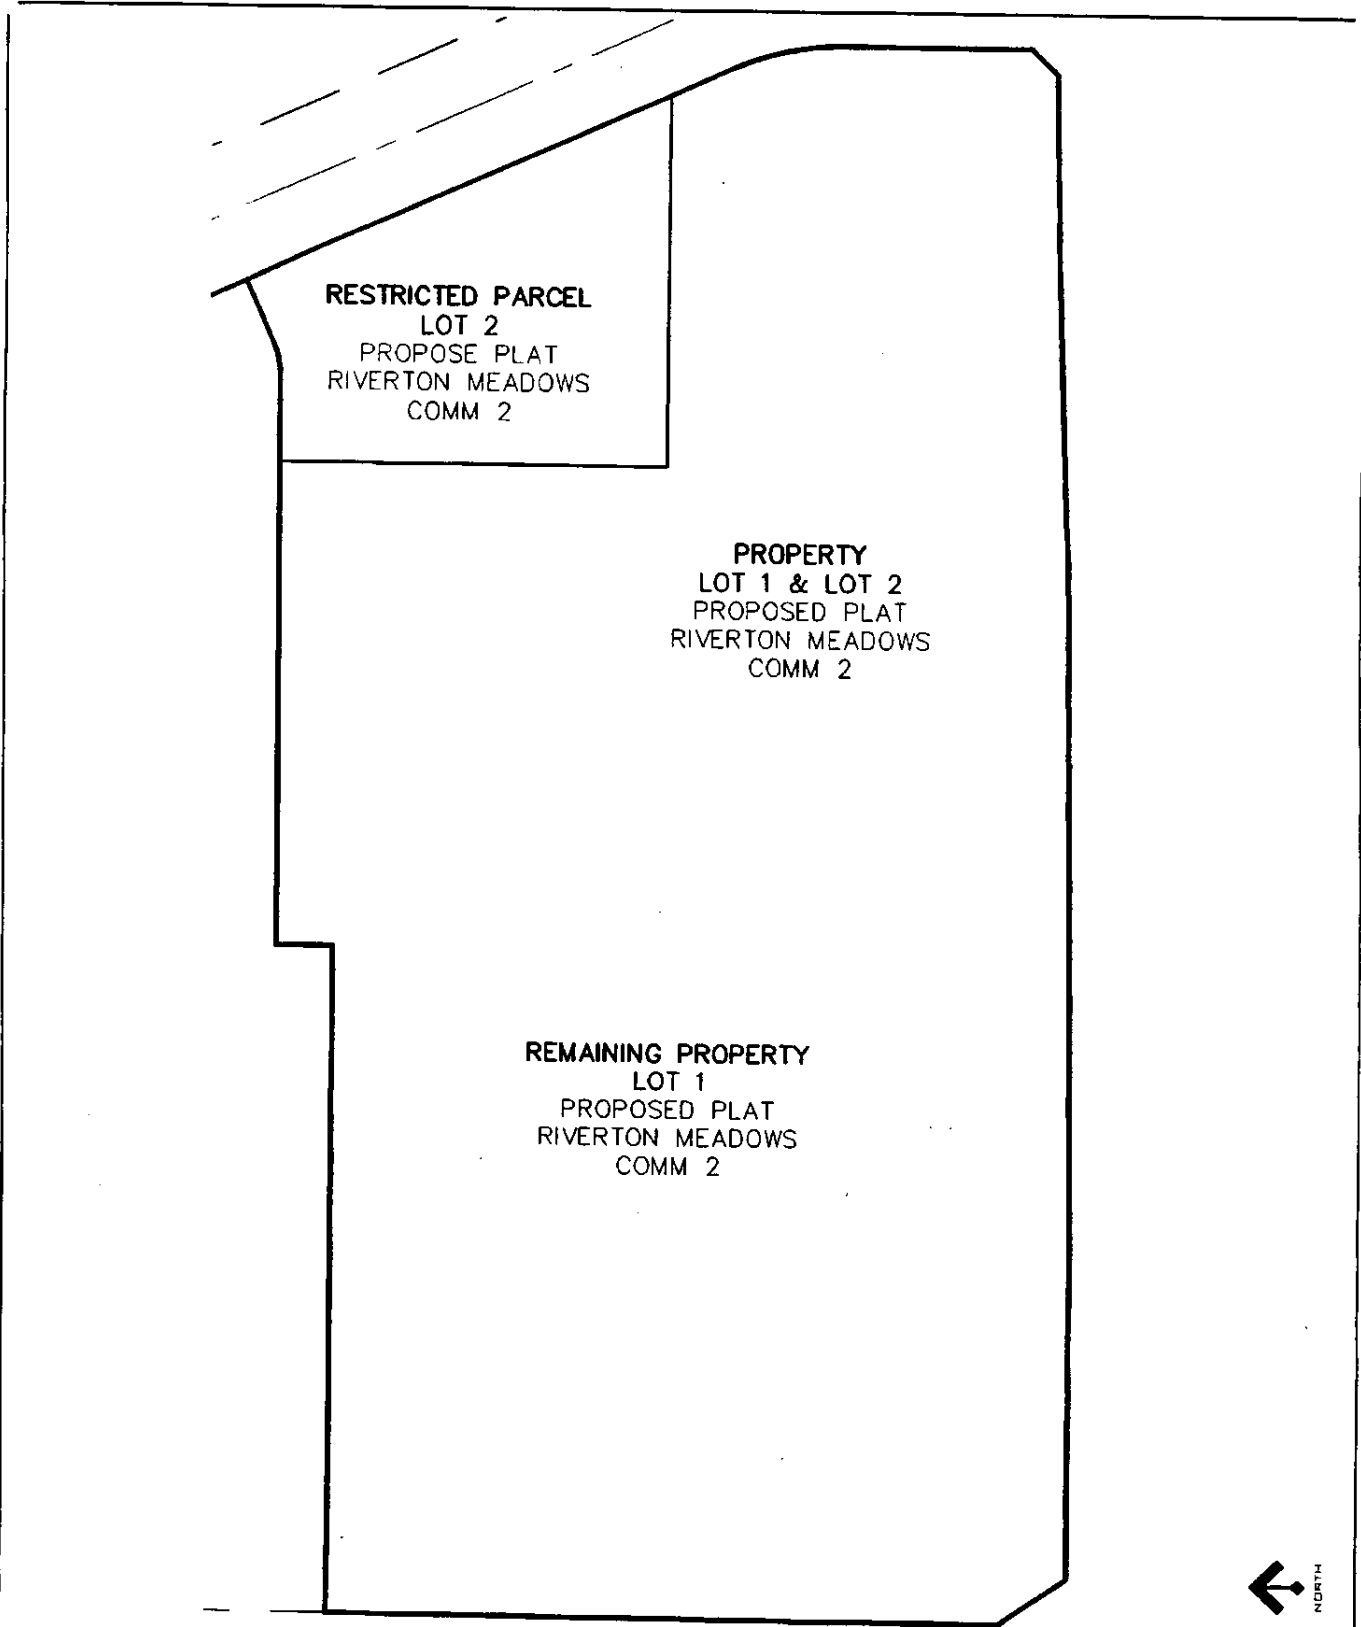 RESTRICTED PARCEL
LOT 2
PROPOSE PLAT
RIVERTON MEADOWS
COMM 2
PROPERTY
LOT 1 & LOT 2
PROPOSED PLAT
RIVERTON MEADOWS
COMM 2
REMAINING PROPERTY
LOT 1
PROPOSED PLAT
RIVERTON MEADOWS
COMM 2
NORTH